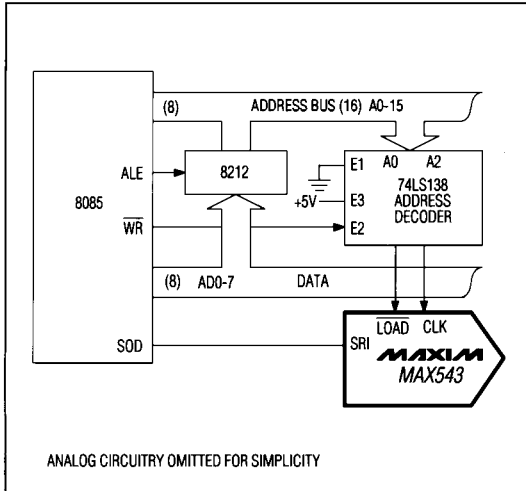 (8) ADDRESS BUS (16) A0-15
8085
ALE
8212
E1 A0 A2
+5V E3 74LS138
ADDRESS
DECODER
WR
E2
(8) AD0-7 DATA
SOD
LOAD CLK
SRI MAXIM
MAX543
ANALOG CIRCUITRY OMITTED FOR SIMPLICITY